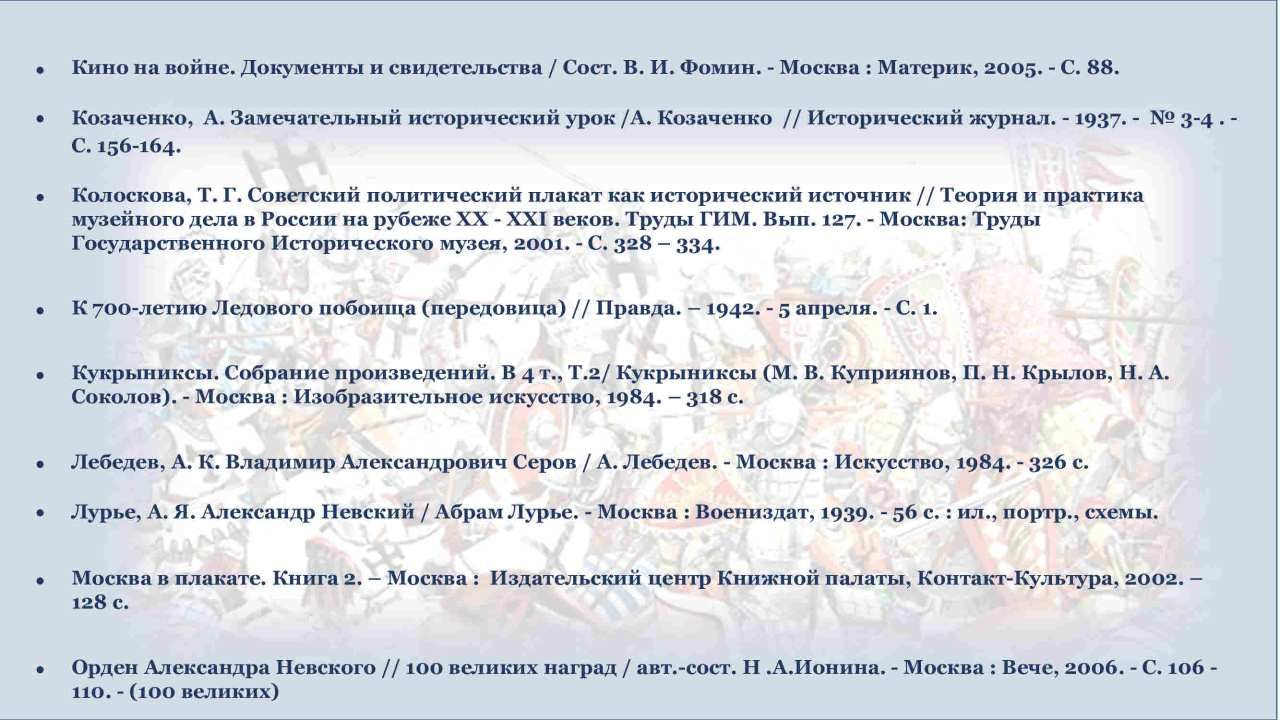 • Кино на войне. Документы и свидетельства / Сост. В. И. Фомин. - Москва : Материк, 2005. - С. 88.
• Козаченко, А. Замечательный исторический урок /А. Козаченко // Исторический журнал. - 1937. - № 3-4 . -
С. 156-164.
• Колоскова, Т. Г. Советский политический плакат как исторический источник // Теория и практика
музейного дела в России на рубеже XX - XXI веков. Труды ГИМ. Вып. 127. - Москва: Труды
Государственного Исторического музея, 2001. - С. 328 – 334.
• К 700-летию Ледового побоища (передовица) // Правда. – 1942. - 5 апреля. - С. 1.
• Кукрыниксы. Собрание произведений. В 4 т., Т.2/ Кукрыниксы (М. В. Куприянов, П. Н. Крылов, Н. А.
Соколов). - Москва : Изобразительное искусство, 1984. – 318 с.
• Лебедев, А. К. Владимир Александрович Серов / А. Лебедев. - Москва : Искусство, 1984. - 326 с.
• Лурье, А. Я. Александр Невский / Абрам Лурье. - Москва : Воениздат, 1939. - 56 с. : ил., портр., схемы.
• Москва в плакате. Книга 2. – Москва : Издательский центр Книжной палаты, Контакт-Культура, 2002. –
128 с.
• Орден Александра Невского // 100 великих наград / авт.-сост. Н .А.Ионина. - Москва : Вече, 2006. - С. 106 -
110. - (100 великих)